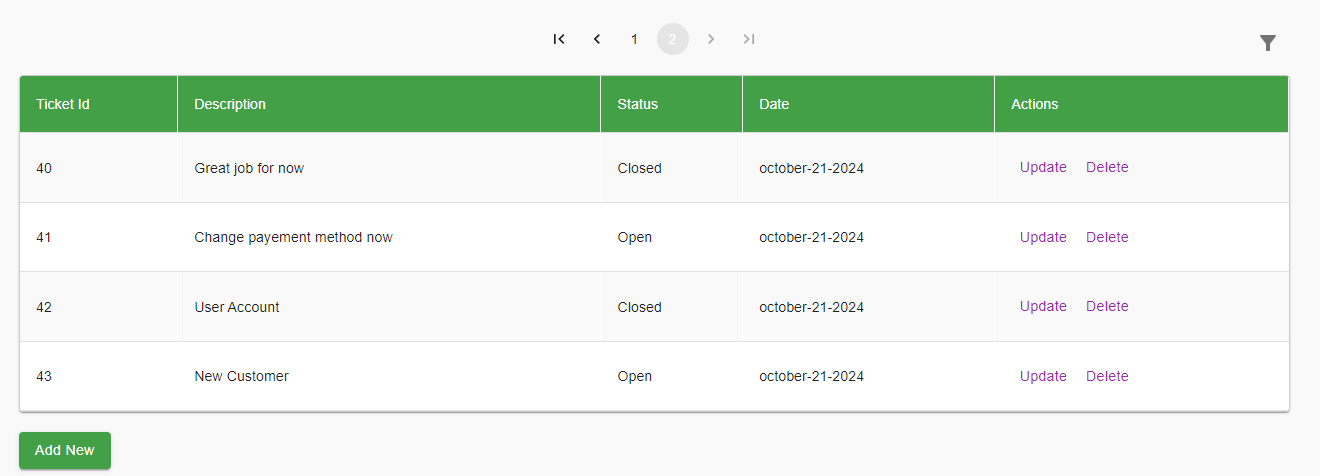 1 2
Ticket Id Description Status Date Actions
40 Great job for now Closed october-21-2024 Update Delete
41 Change payement method now Open october-21-2024 Update Delete
42 User Account Closed october-21-2024 Update Delete
43 New Customer Open october-21-2024 Update Delete
Add New